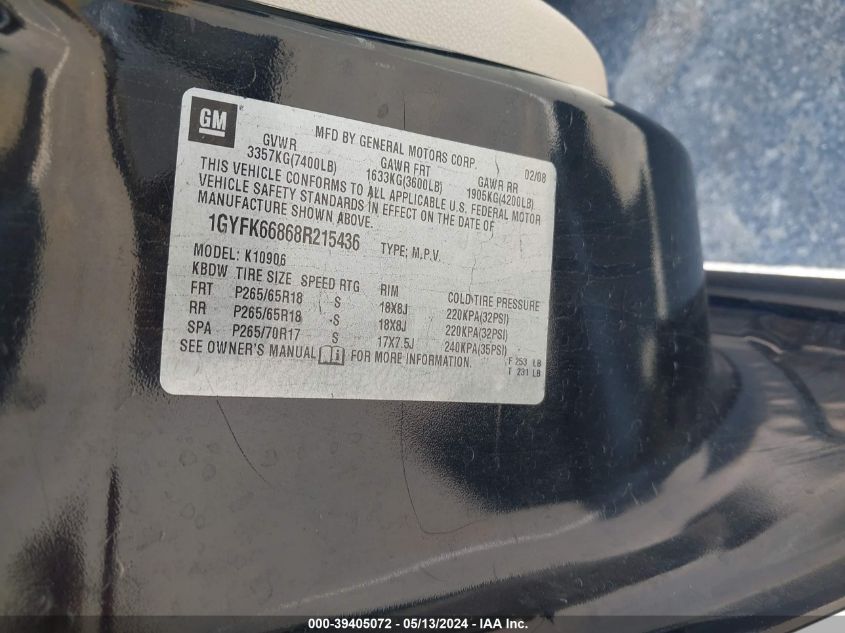 GM
®
MFD BY GENERAL MOTORS CORP. 02/08
GVWR GAWR FRT GAWR RR
3357KG(7400LB) 1633KG(3600LB) 1905KG(4200LB)
THIS VEHICLE CONFORMS TO ALL APPLICABLE U.S. FEDERAL MOTOR
VEHICLE SAFETY STANDARDS IN EFFECT ON THE DATE OF
MANUFACTURE SHOWN ABOVE.
1GYFK66868R215436 TYPE; M.P.V.
MODEL: K10906
KBDW TIRE SIZE SPEED RTG RIM COLD TIRE PRESSURE
FRT P265/65R18 S 18X8J 220KPA(32PSI)
RR P265/65R18 S 18X8J 220KPA(32PSI)
SPA P265/70R17 S 17X7.5J 240KPA(35PSI)
SEE OWNER'S MANUAL i FOR MORE INFORMATION.
F 253 LB
T 231 LB
000-39405072 — 05/13/2024 — IAA Inc.